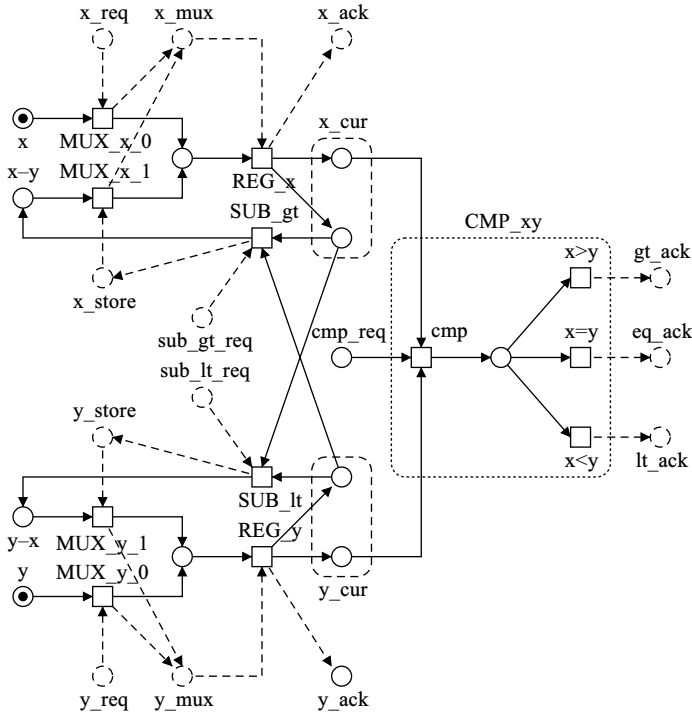 x_req
x_mux
x_ack
x
MUX_x_0
x_cur
x–y
MUX_x_1
REG_x
SUB_gt
CMP_xy
x>y
gt_ack
x_store
sub_gt_req
cmp_req
cmp
x=y
eq_ack
sub_lt_req
y_store
x<y
lt_ack
SUB_lt
y–x
MUX_y_1
REG_y
y
MUX_y_0
y_cur
y_req
y_mux
y_ack